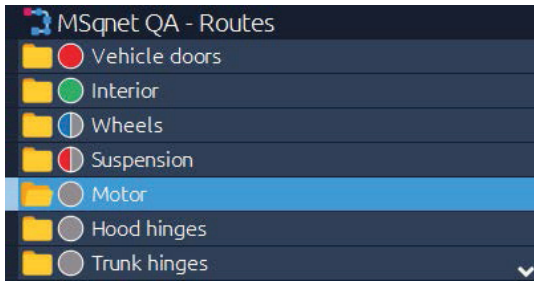 MSqnet QA - Routes
Vehicle doors
Interior
Wheels
Suspension
Motor
Hood hinges
Trunk hinges